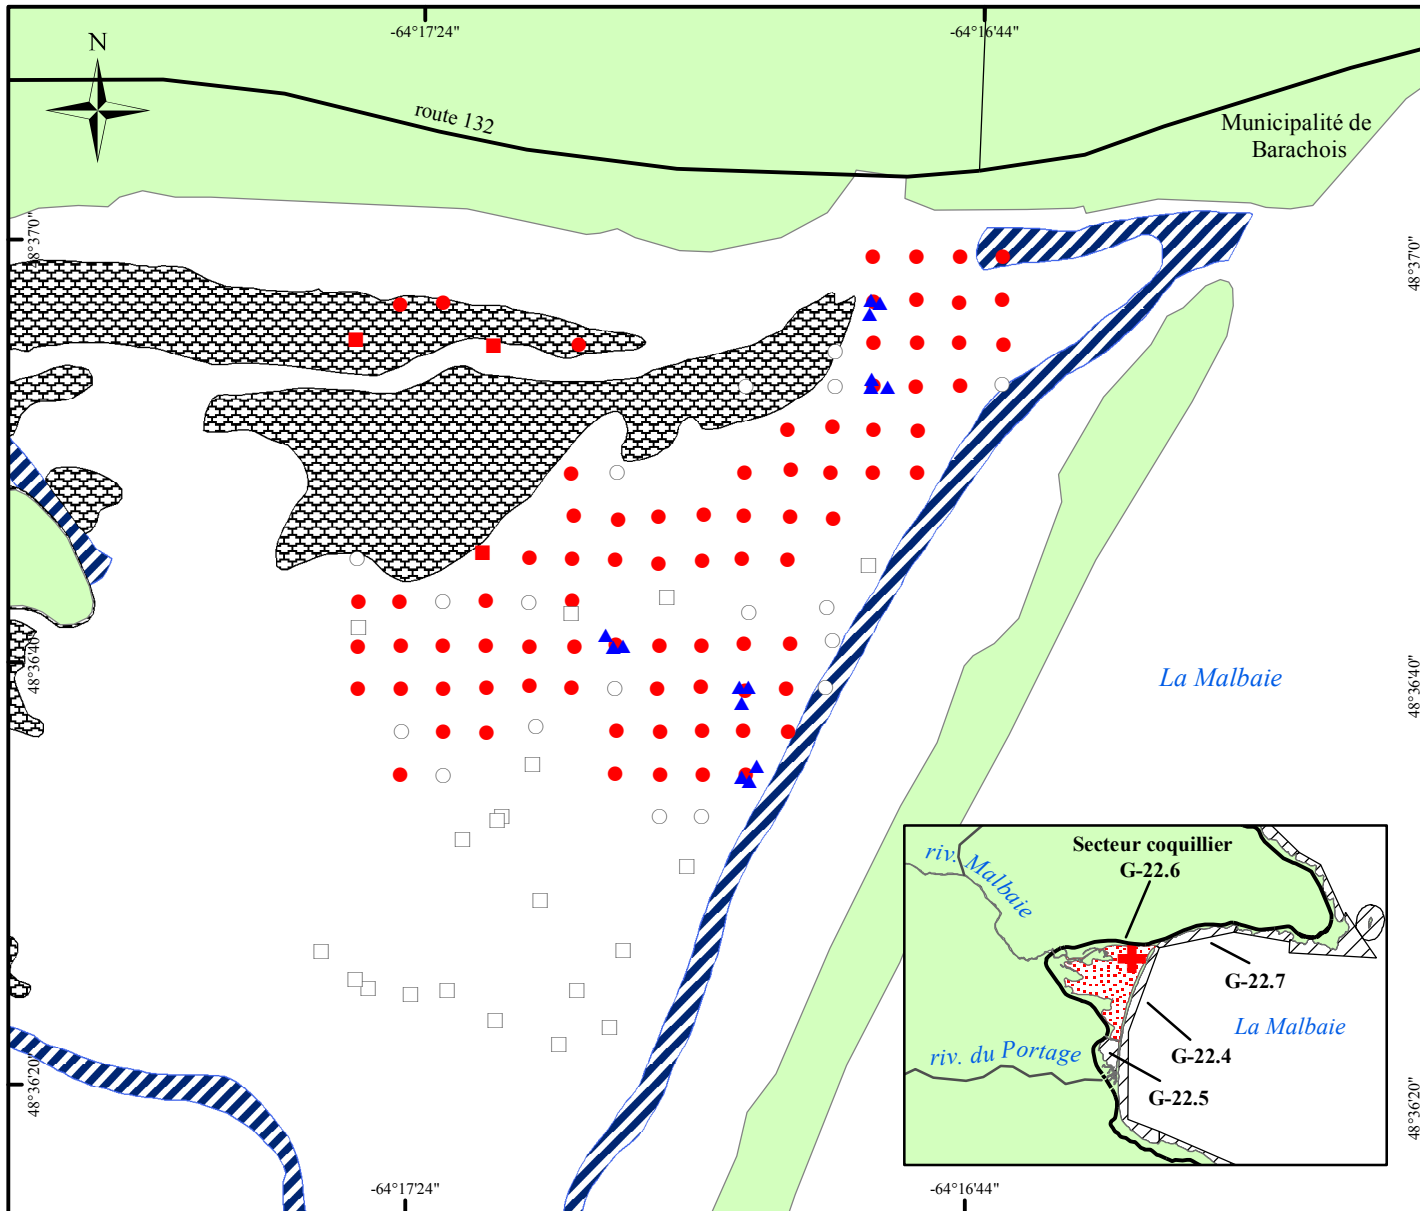 -64°17'24"
-64°16'44"
N
route 132
Municipalité de
Barachois
48°37'0"
48°37'0"
48°36'40"
La Malbaie
48°36'40"
Secteur coquillier
G-22.6
riv. Malbaie
G-22.7
La Malbaie
G-22.4
riv. du Portage
G-22.5
48°36'20"
48°36'20"
-64°17'24"
-64°16'44"